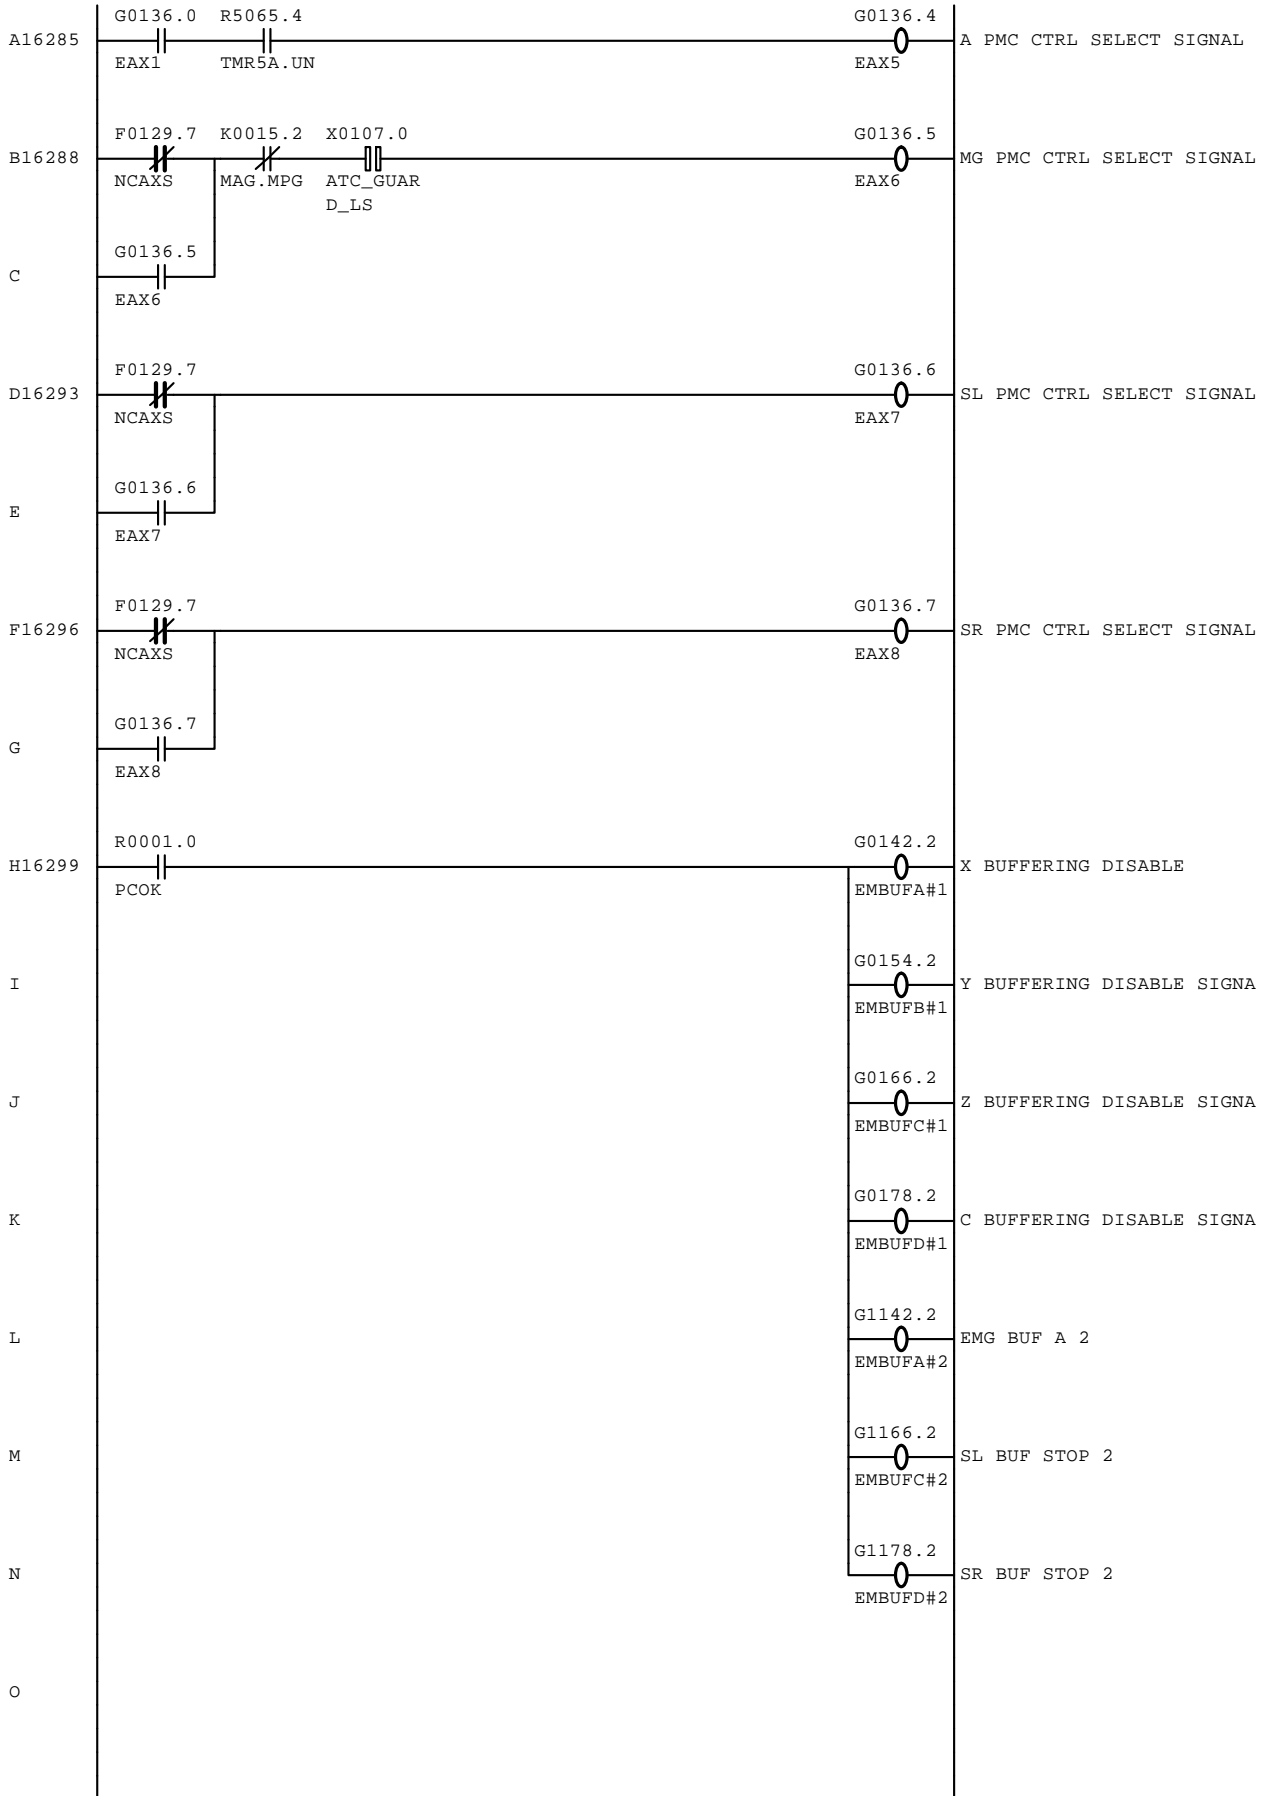 G0136.0 R5065.4 G0136.4
A16285 A PMC CTRL SELECT SIGNAL
EAX1 TMR5A.UN EAX5
F0129.7 K0015.2 X0107.0 G0136.5
B16288 MG PMC CTRL SELECT SIGNAL
NCAXS MAG.MPG ATC_GUAR EAX6
D_LS
G0136.5
C
EAX6
F0129.7 G0136.6
D16293 SL PMC CTRL SELECT SIGNAL
NCAXS EAX7
G0136.6
E
EAX7
F0129.7 G0136.7
F16296 SR PMC CTRL SELECT SIGNAL
NCAXS EAX8
G0136.7
G
EAX8
R0001.0 G0142.2
H16299 X BUFFERING DISABLE
PCOK EMBUFA#1
G0154.2
I Y BUFFERING DISABLE SIGNA
EMBUFB#1
G0166.2
J Z BUFFERING DISABLE SIGNA
EMBUFC#1
G0178.2
K C BUFFERING DISABLE SIGNA
EMBUFD#1
G1142.2
L EMG BUF A 2
EMBUFA#2
G1166.2
M SL BUF STOP 2
EMBUFC#2
G1178.2
N SR BUF STOP 2
EMBUFD#2
O